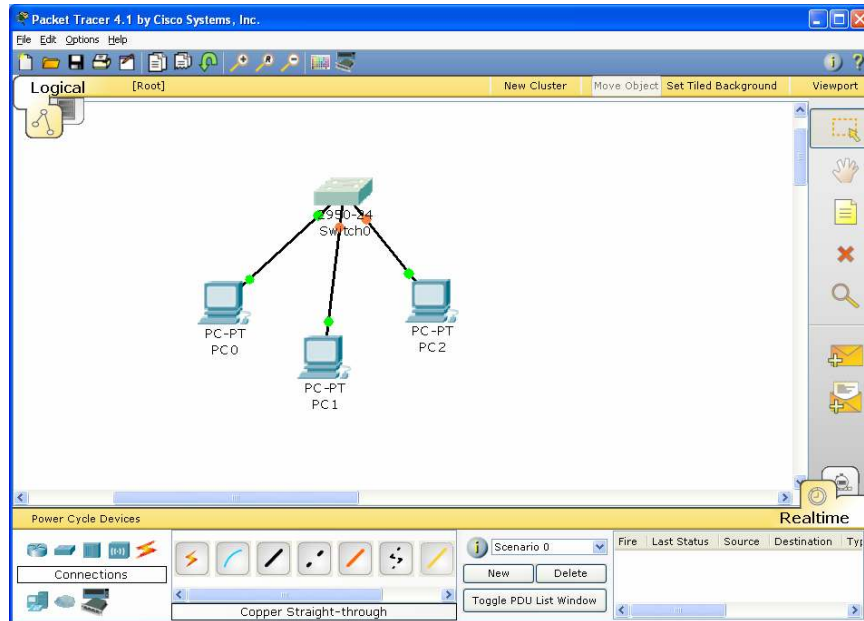 Packet Tracer 4.1 by Cisco Systems, Inc.
File Edit Options Help
Logical [Root] New Cluster Move Object Set Tiled Background Viewport
2950-24
Switch0
PC-PT
PC0
PC-PT
PC2
PC-PT
PC1
Realtime
Power Cycle Devices
Scenario 0
Fire Last Status Source Destination Typ
Connections
New Delete
Toggle PDU List Window
Copper Straight-through